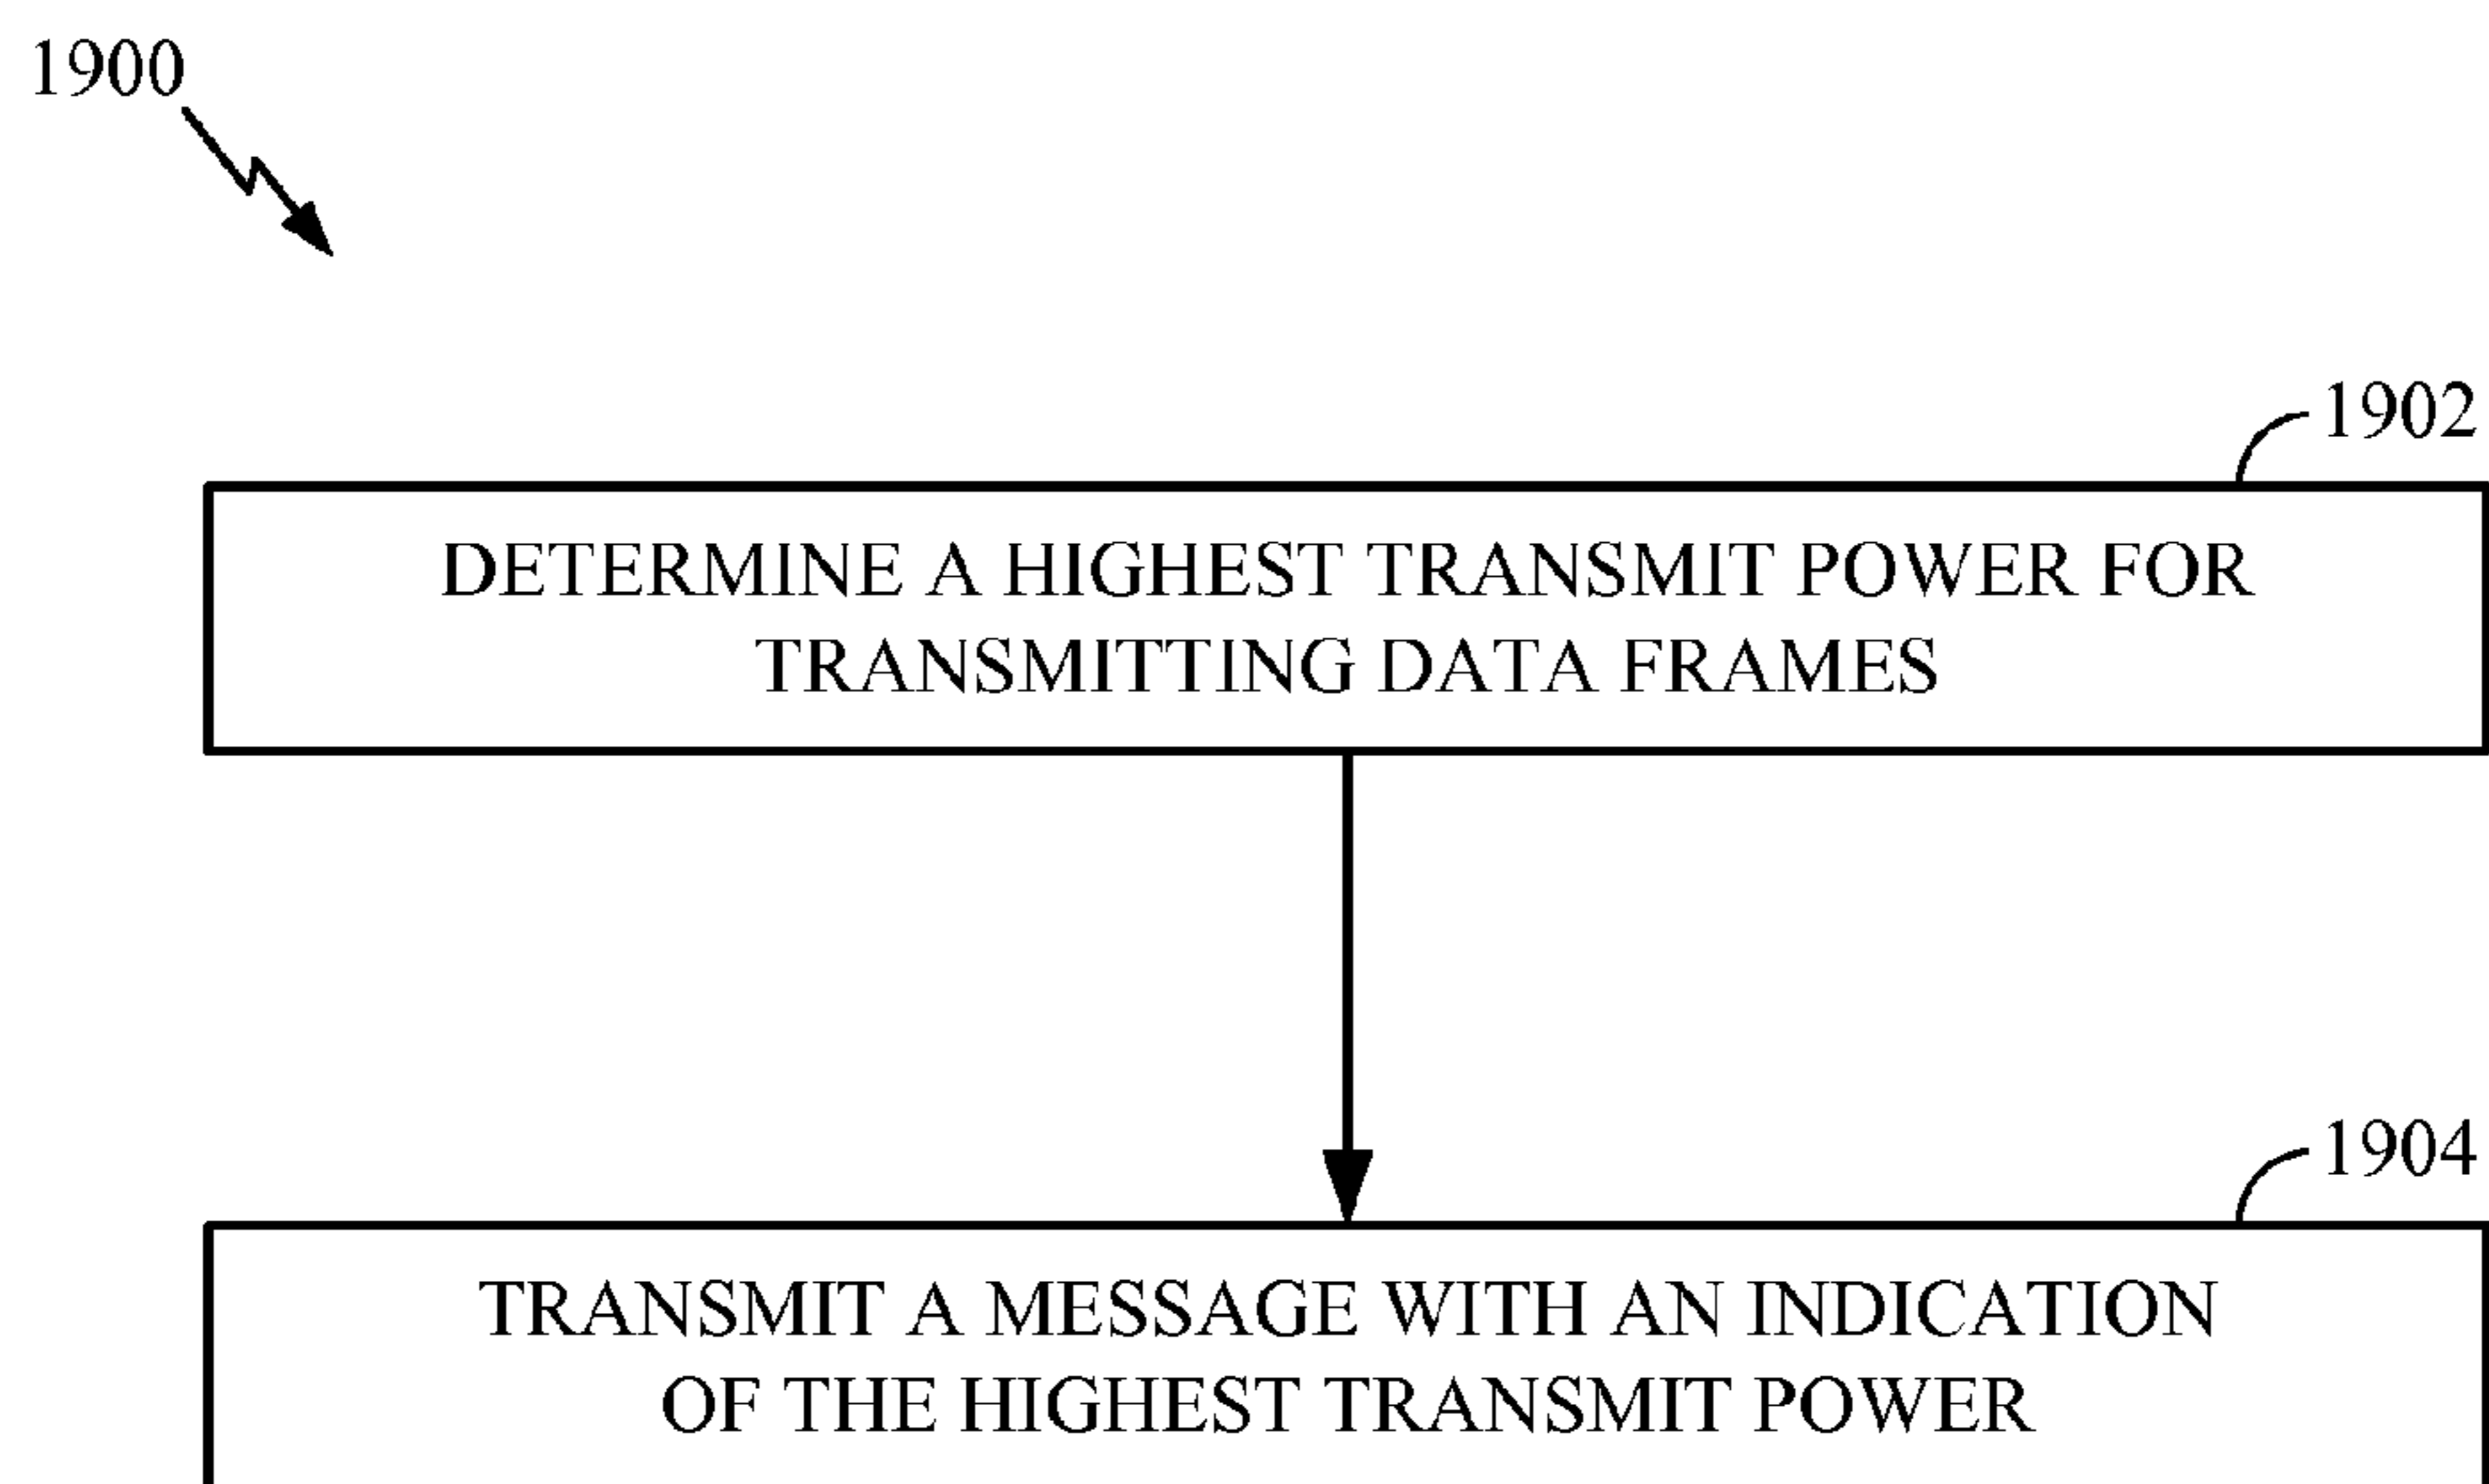 1900
1902
DETERMINE A HIGHEST TRANSMIT POWER FOR
TRANSMITTING DATA FRAMES
1904
TRANSMIT A MESSAGE WITH AN INDICATION
OF THE HIGHEST TRANSMIT POWER